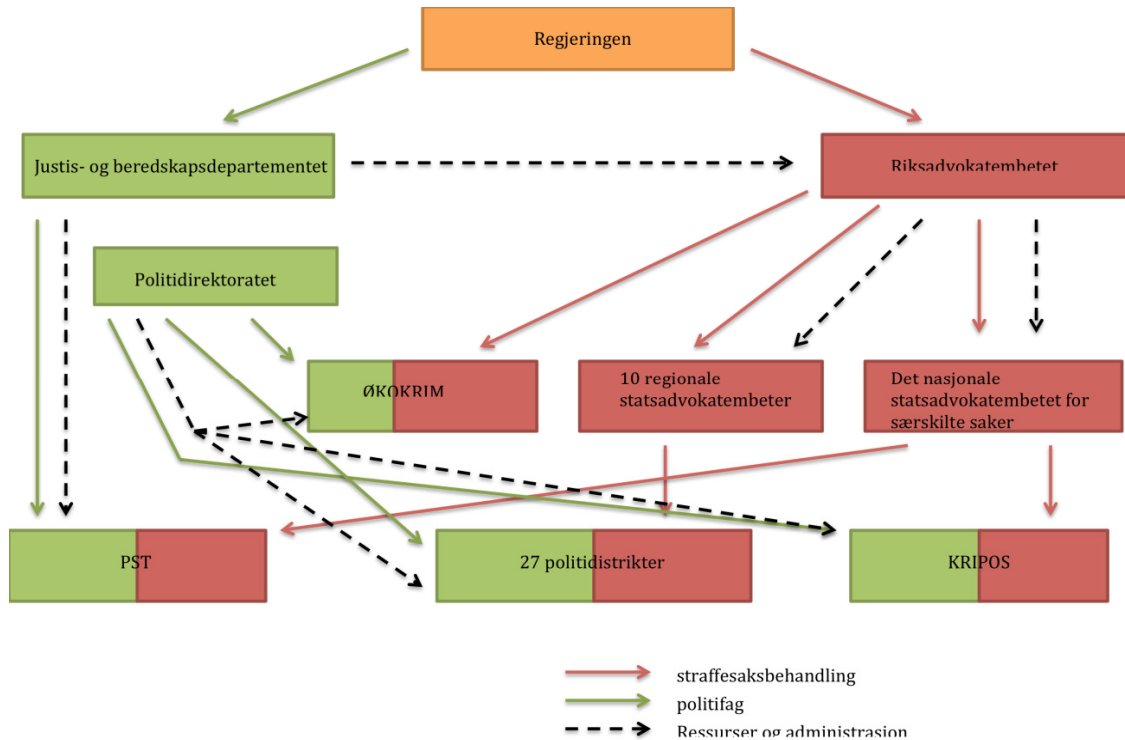 Regjeringen
Justis- og beredskapsdepartementet
Riksadvokatembetet
Politidirektoratet
ØKOKRIM
10 regionale
statsadvokatembeter
Det nasjonale
statsadvokatembetet for
særskilte saker
PST
27 politidistrikter
KRIPOS
straffesaksbehandling
politifag
Ressurser og administrasjon